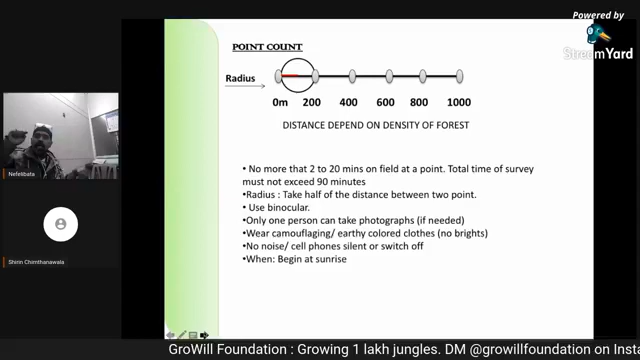 Powered by
StreamYard
POINT COUNT
Radius
0m 200 400 600 800 1000
DISTANCE DEPEND ON DENSITY OF FOREST
• No more that 2 to 20 mins on field at a point. Total time of survey
must not exceed 90 minutes
• Radius : Take half of the distance between two point.
• Use binocular.
• Only one person can take photographs (if needed)
• Wear camouflaging/ earthy colored clothes (no brights)
• No noise/ cell phones silent or switch off
• When: Begin at sunrise
Nefelibata
Shirin Chimthanawala
GroWill Foundation : Growing 1 lakh jungles. DM @growillfoundation on Insta